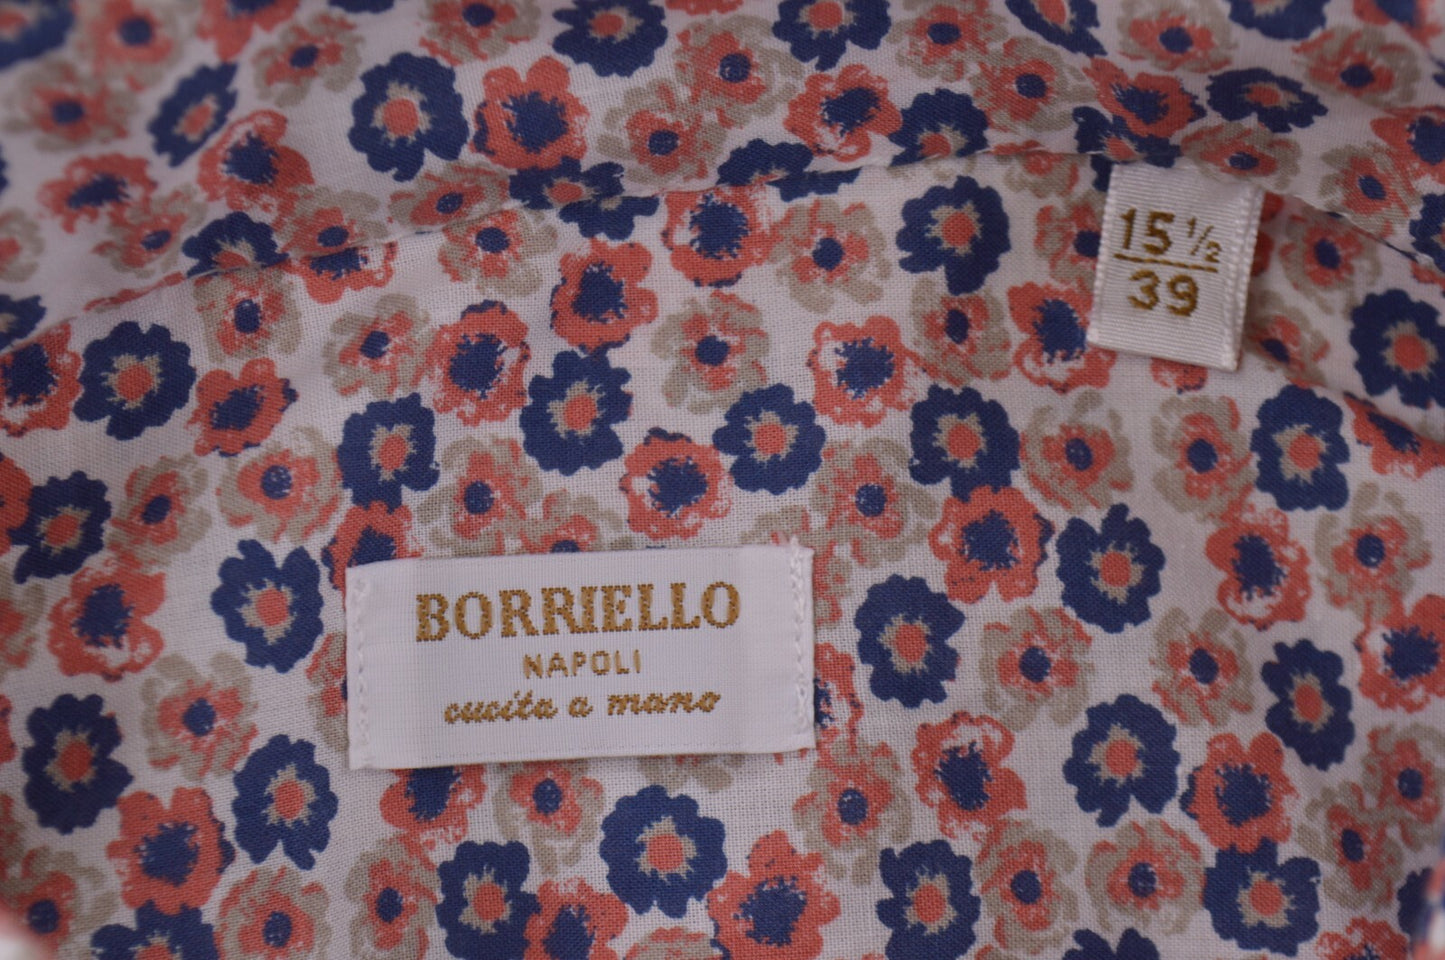 15 ½
39
BORRIELLO
NAPOLI
cucita a mano